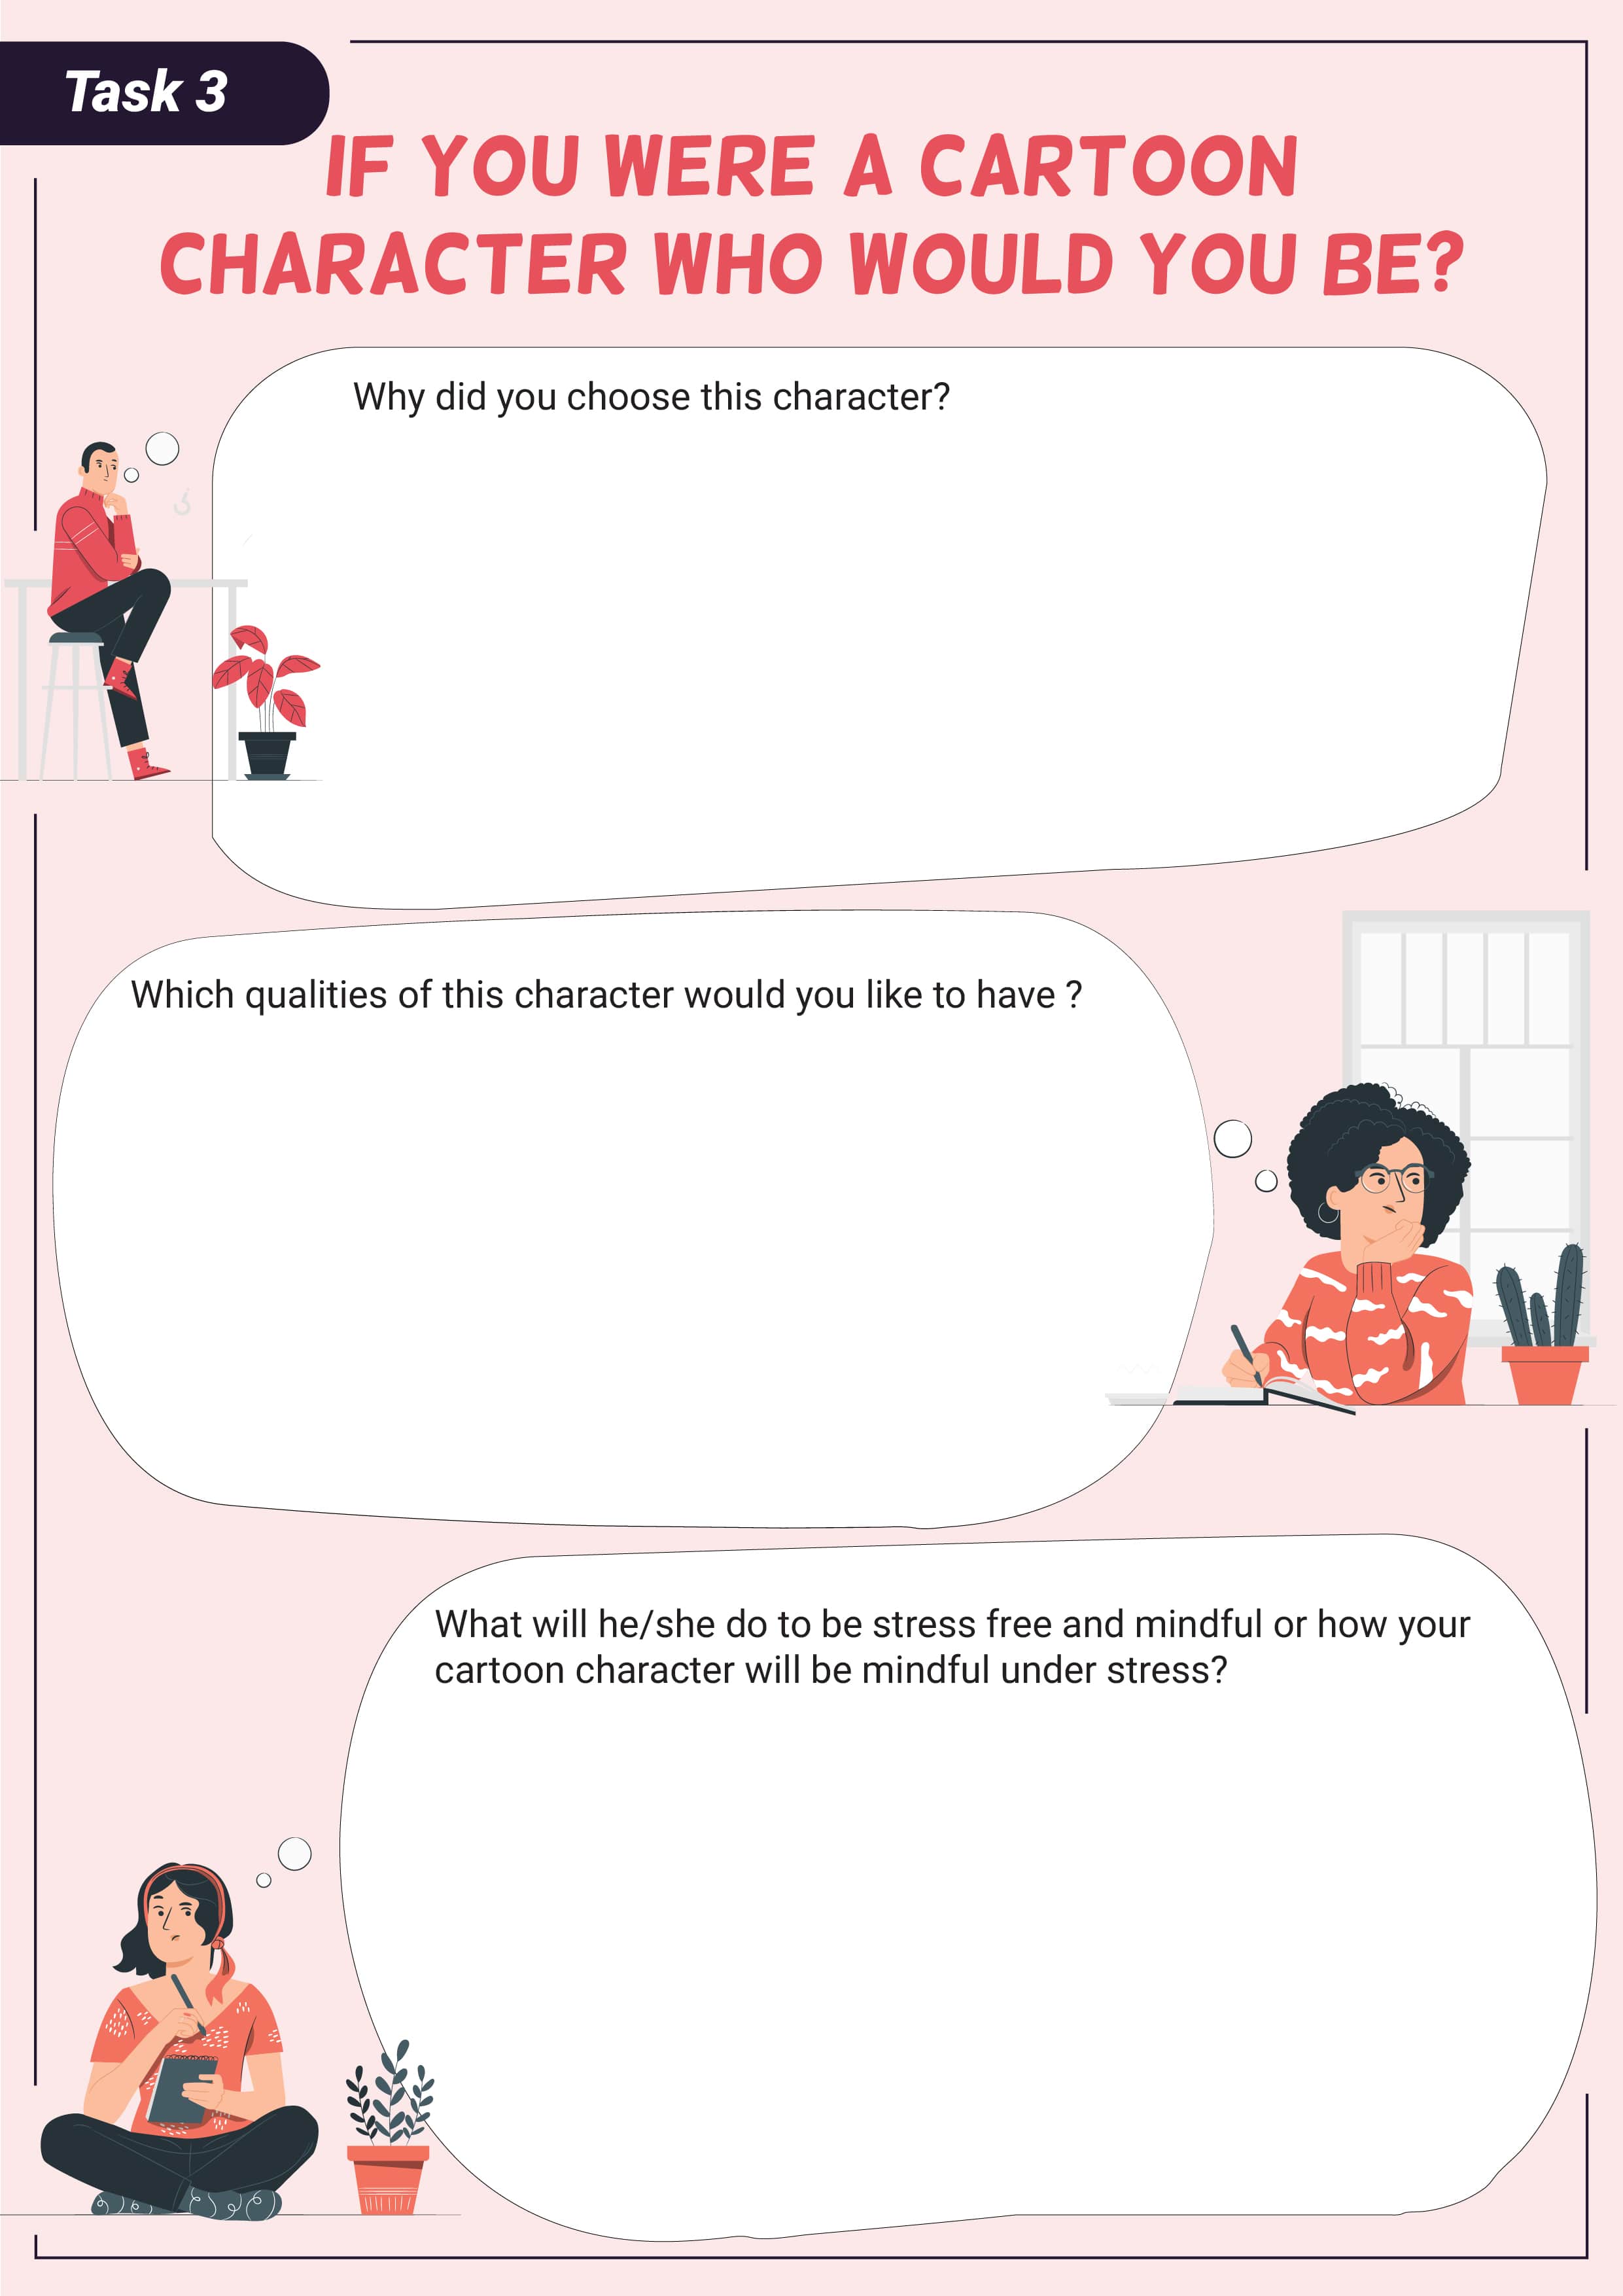 Task 3
IF YOU WERE A CARTOON
CHARACTER WHO WOULD YOU BE?
Why did you choose this character?
Which qualities of this character would you like to have ?
What will he/she do to be stress free and mindful or how your
cartoon character will be mindful under stress?